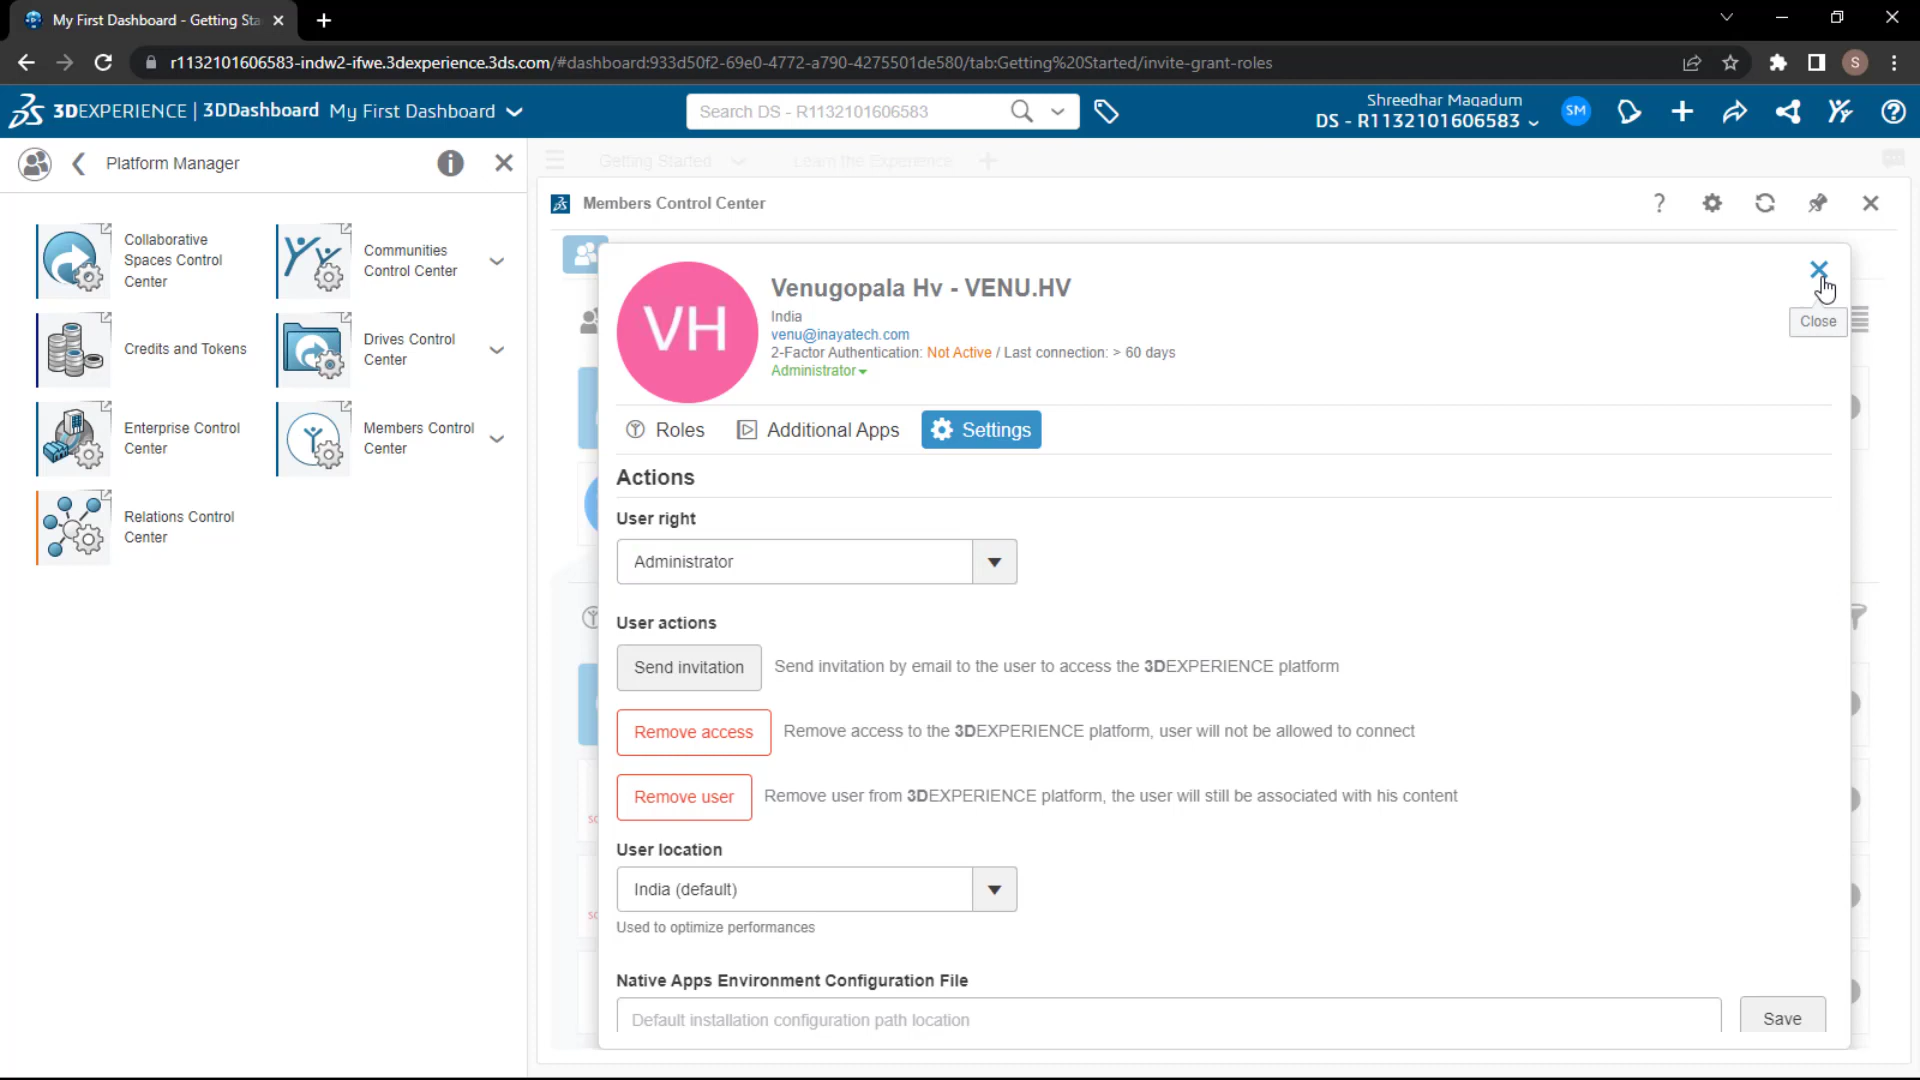 My First Dashboard - Getting Sta
r1132101606583-indw2-ifwe.3dexperience.3ds.com/#dashboard:933d50f2-69e0-4772-a790-4275501de580/tab:Getting%20Started/invite-grant-roles
S
3DEXPERIENCE | 3DDashboard My First Dashboard
Search DS - R1132101606583
Shreedhar Magadum
DS - R1132101606583
SM
Platform Manager
Getting Started
Learn the Experience
Members Control Center
Collaborative
Spaces Control
Center
Communities
Control Center
Credits and Tokens
Drives Control
Center
Enterprise Control
Center
Members Control
Center
Relations Control
Center
VH
Venugopala Hv - VENU.HV
India
venu@inayatech.com
2-Factor Authentication: Not Active / Last connection: > 60 days
Administrator
Close
Roles
Additional Apps
Settings
Actions
User right
Administrator
User actions
Send invitation
Send invitation by email to the user to access the 3DEXPERIENCE platform
Remove access
Remove access to the 3DEXPERIENCE platform, user will not be allowed to connect
Remove user
Remove user from 3DEXPERIENCE platform, the user will still be associated with his content
User location
India (default)
Used to optimize performances
Native Apps Environment Configuration File
Default installation configuration path location
Save